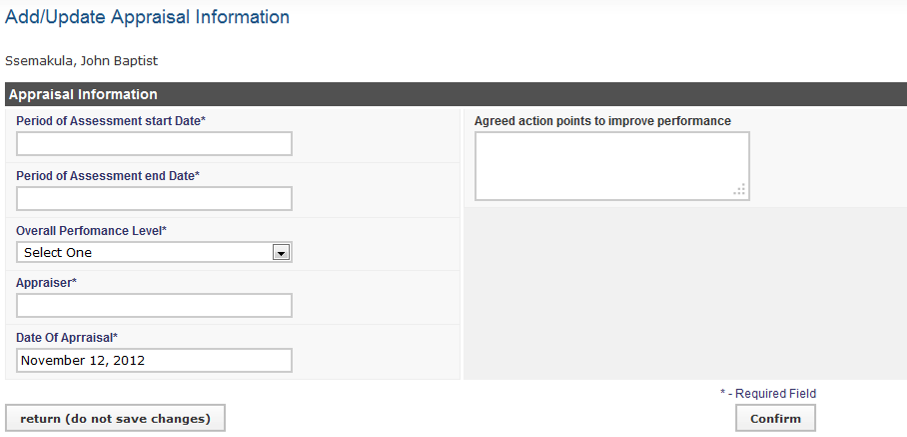 Add/Update Appraisal Information
Ssemakula, John Baptist
Appraisal Information
Period of Assessment start Date*
Period of Assessment end Date*
Overall Perfomance Level*
Select One
Appraiser*
Date Of Aprraisal*
November 12, 2012
Agreed action points to improve performance
* - Required Field
return (do not save changes)
Confirm